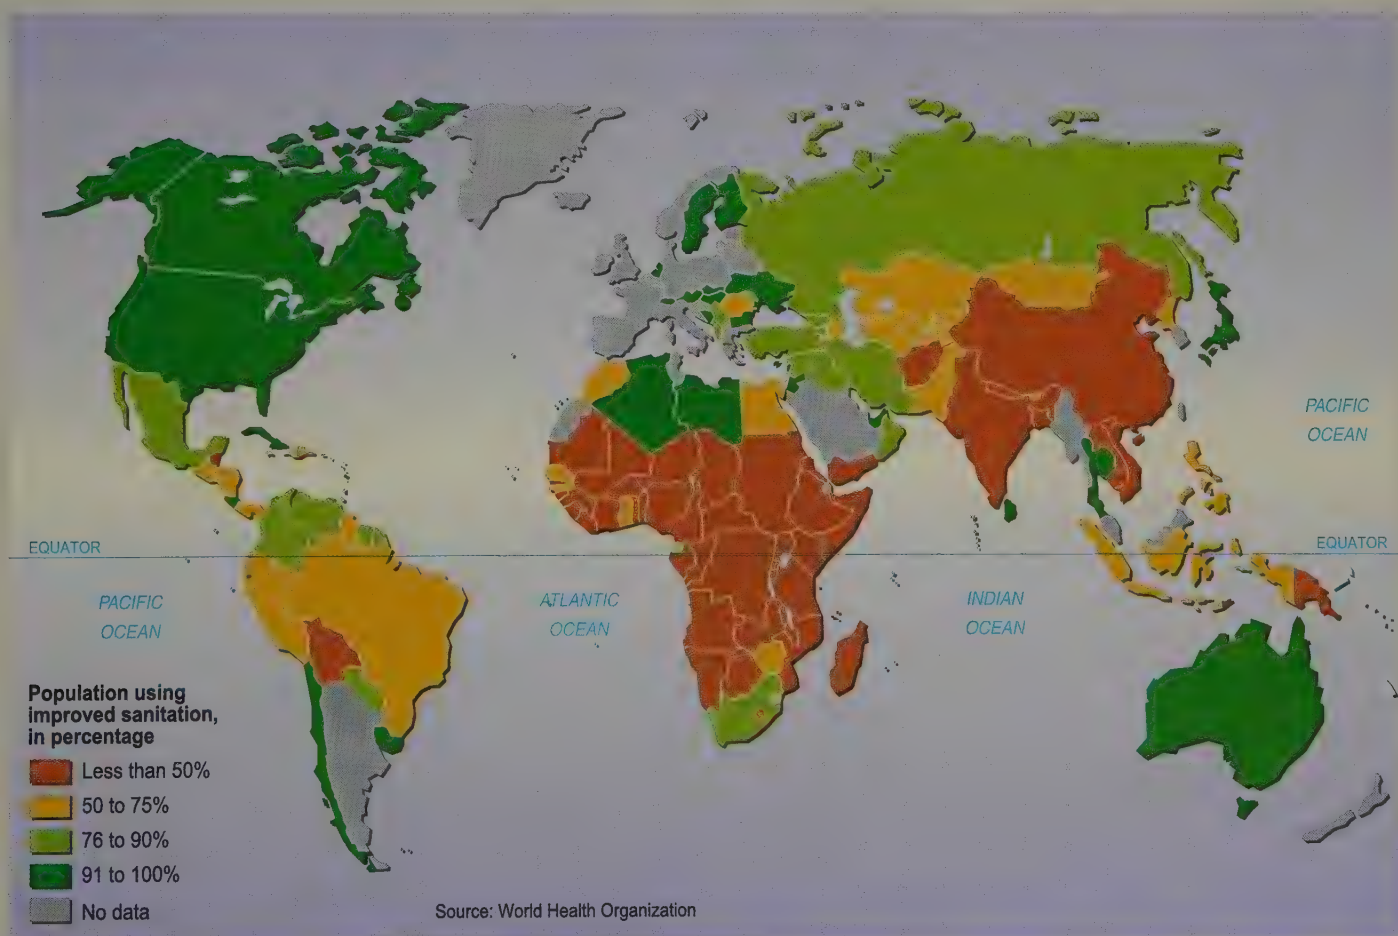 PACIFIC
OCEAN
EQUATOR
EQUATOR
PACIFIC
OCEAN
ATLANTIC
OCEAN
INDIAN
OCEAN
Population using
improved sanitation,
in percentage
Less than 50%
50 to 75%
76 to 90%
91 to 100%
No data
Source: World Health Organization